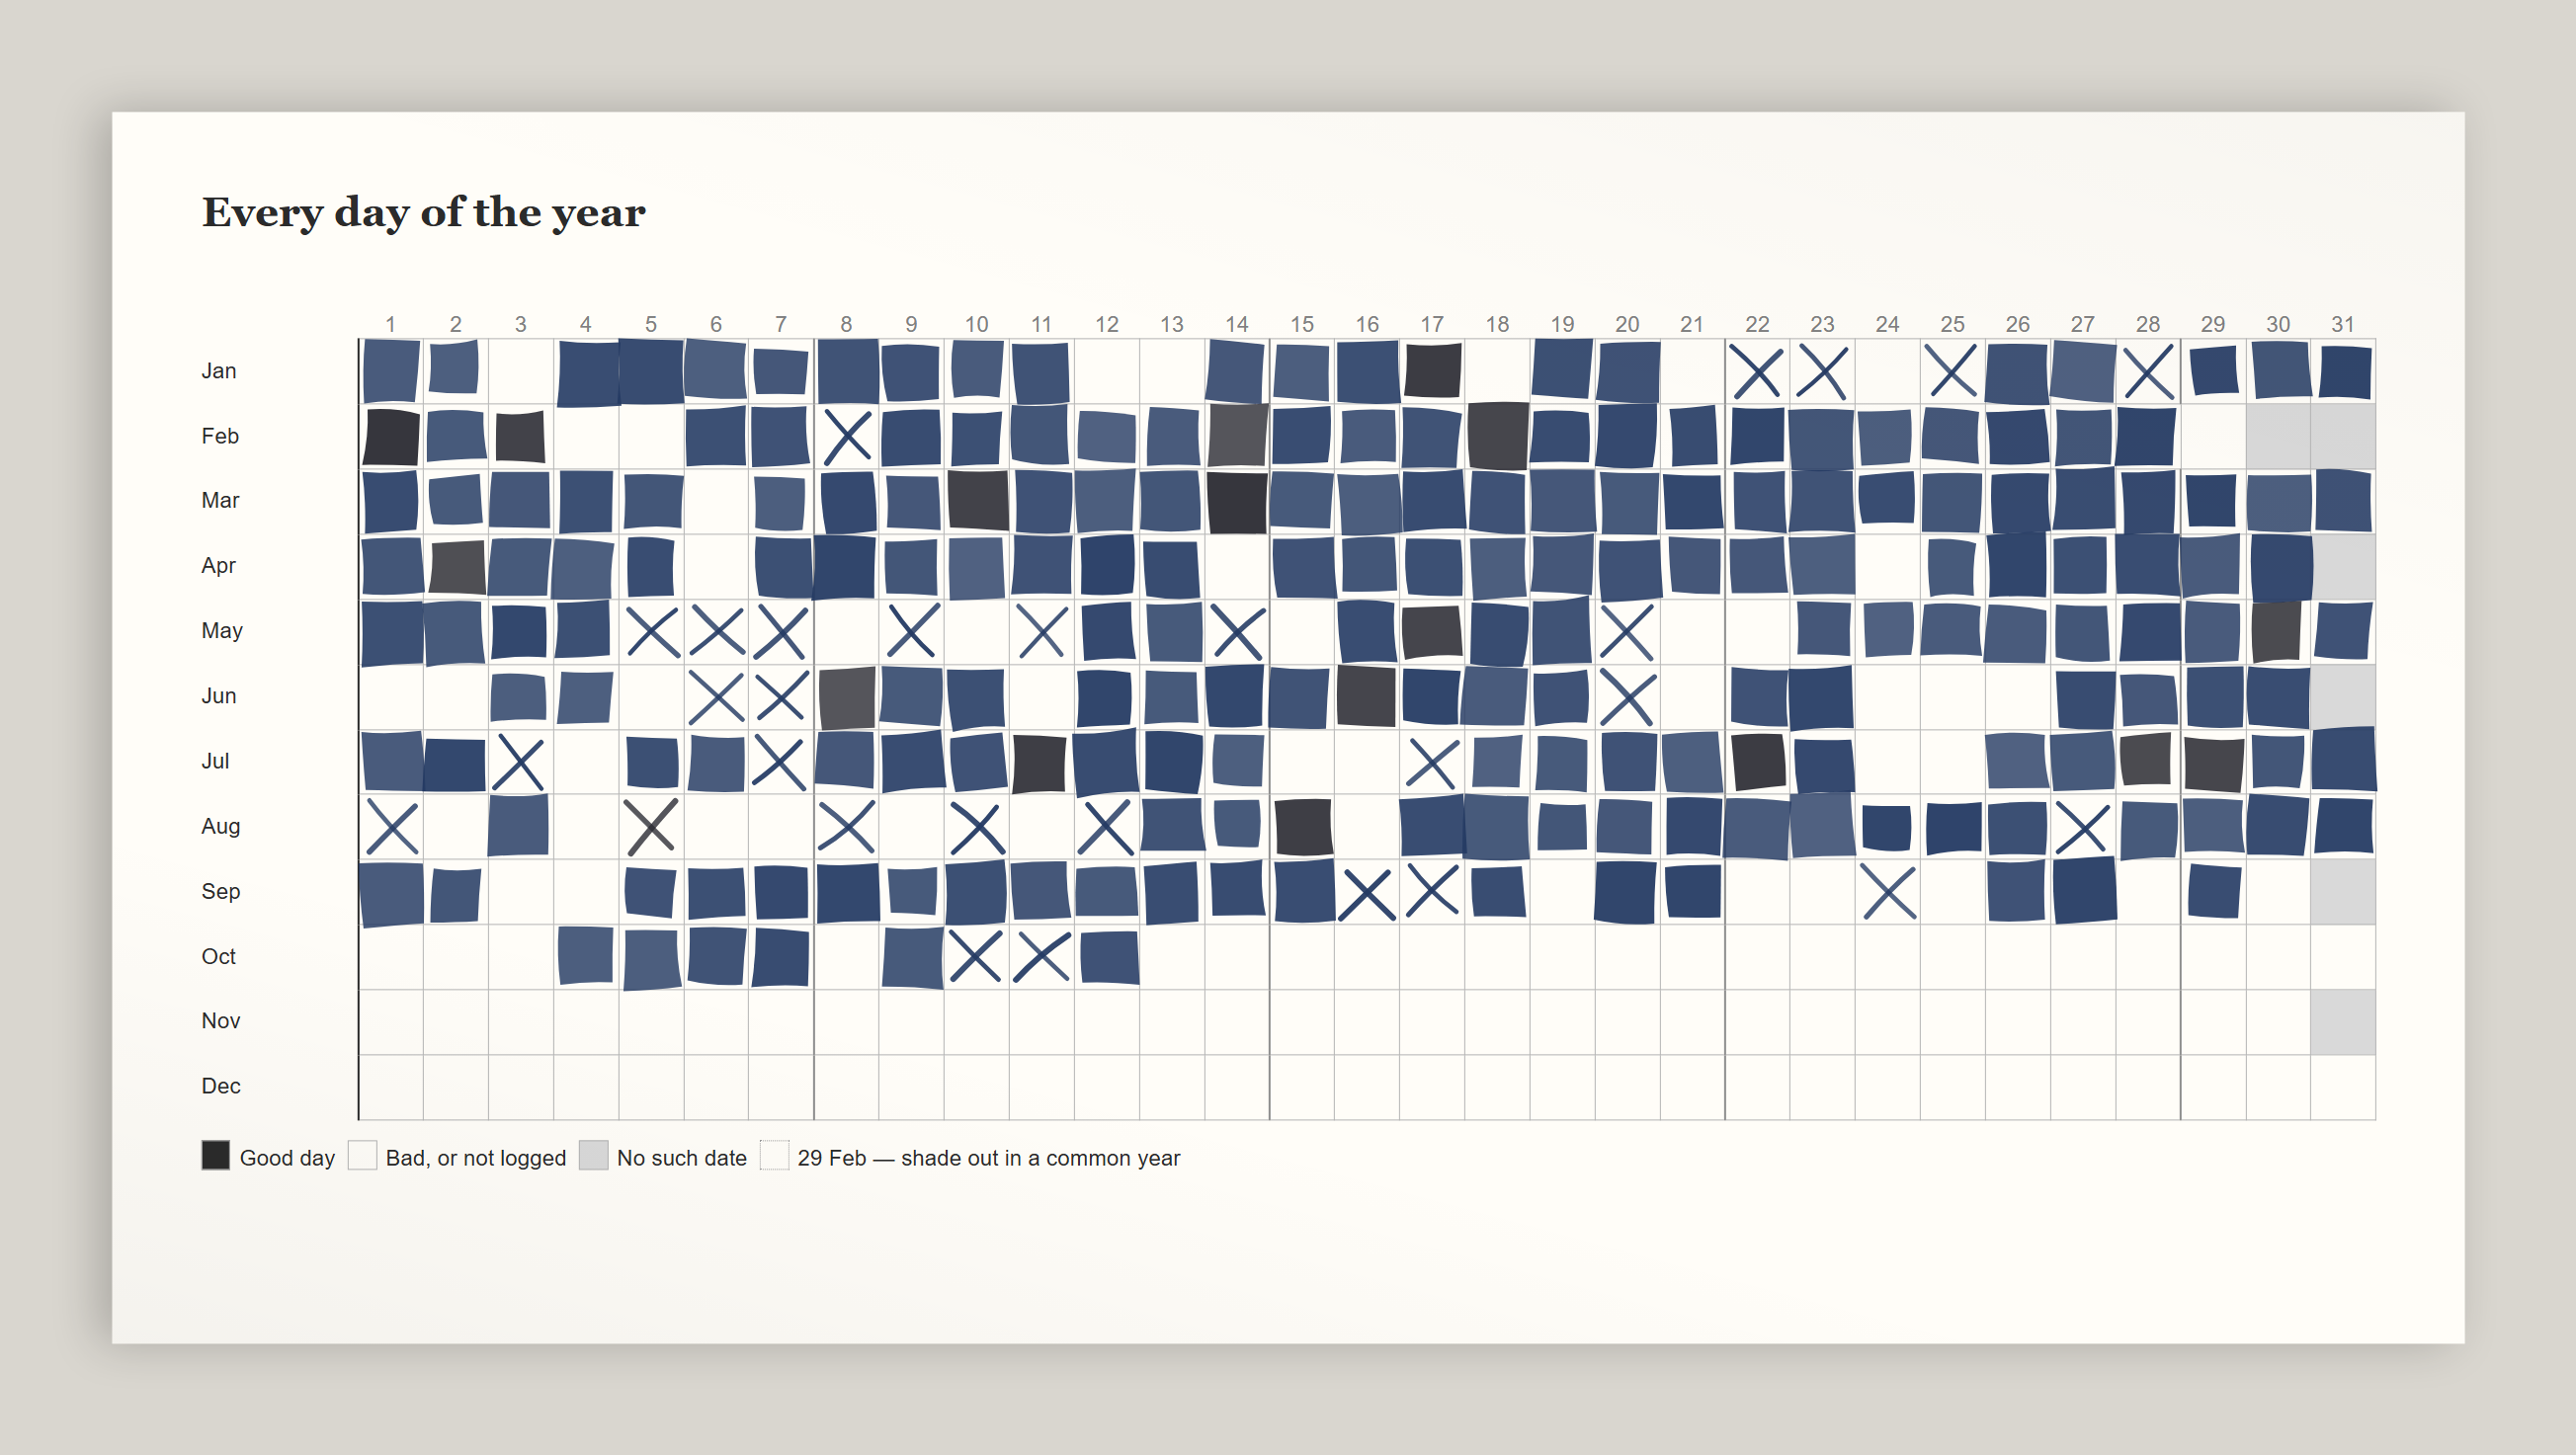 Every day of the year
1 2 3 4 5 6 7 8 9 10 11 12 13 14 15 16 17 18 19 20 21 22 23 24 25 26 27 28 29 30 31
Jan
Feb
Mar
Apr
May
Jun
Jul
Aug
Sep
Oct
Nov
Dec
Good day Bad, or not logged No such date 29 Feb — shade out in a common year